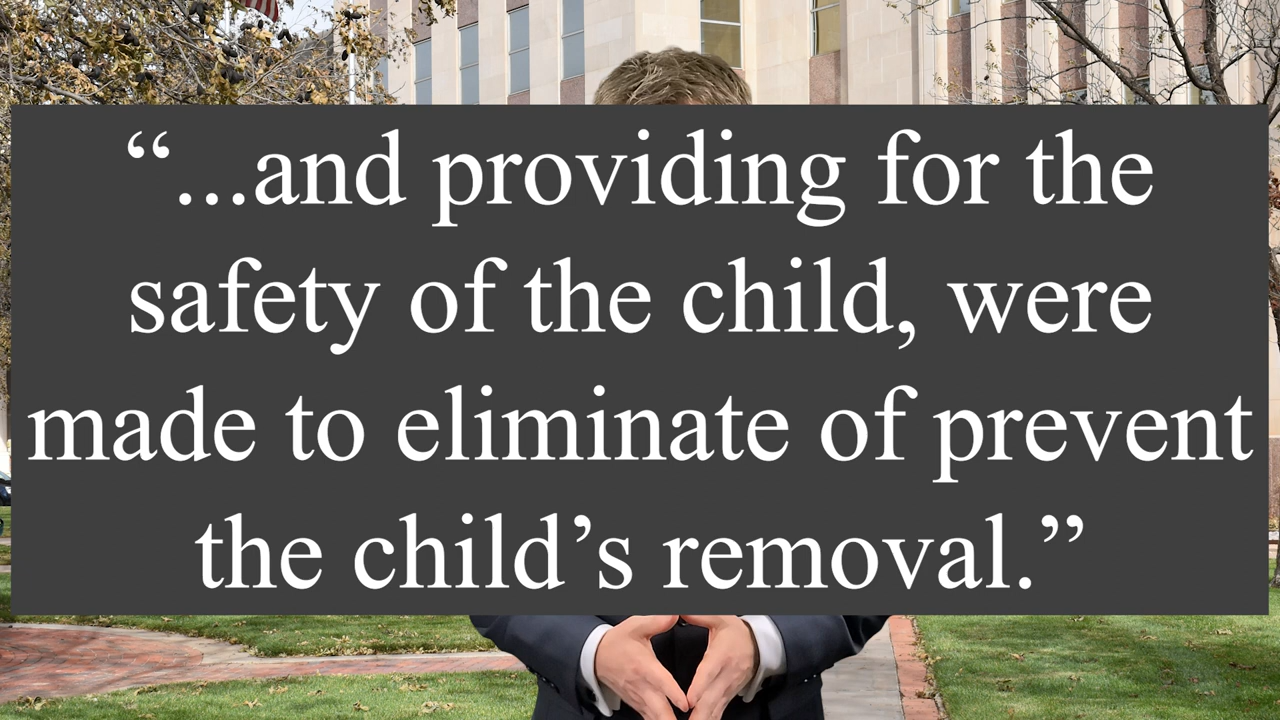 “...and providing for the
safety of the child, were
made to eliminate of prevent
the child’s removal.”